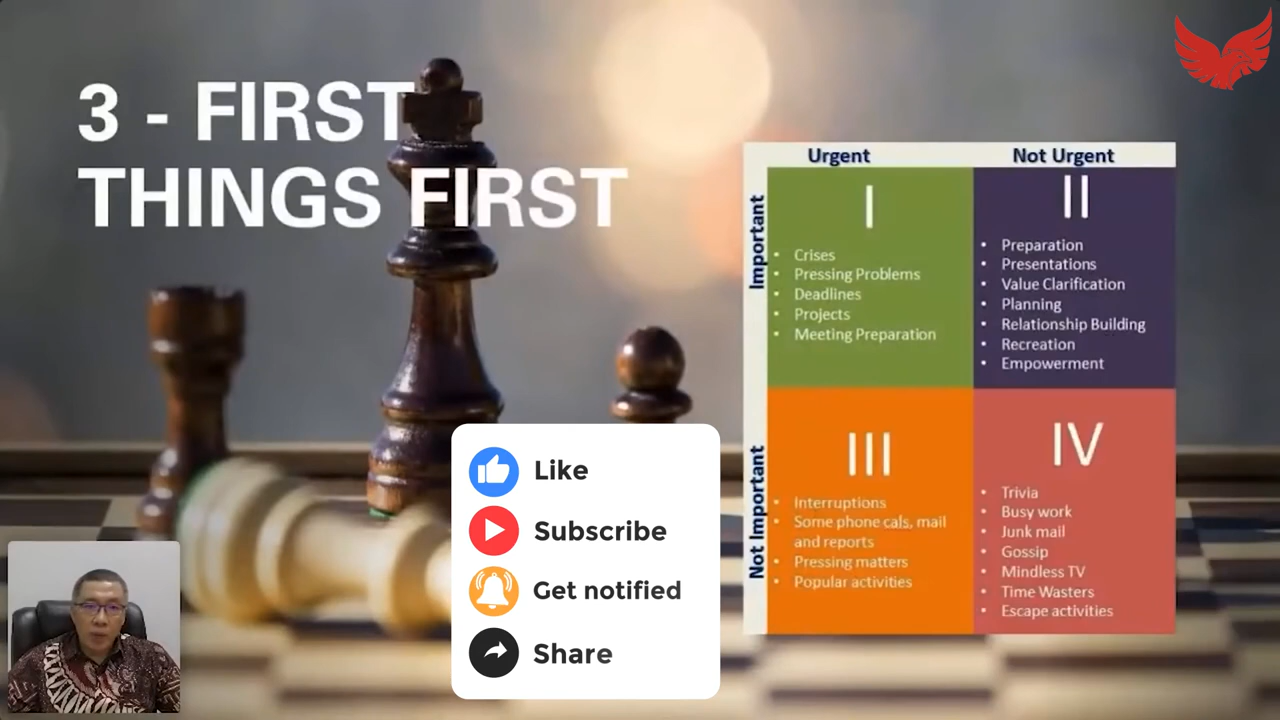 3 - FIRST
THINGS FIRST
Urgent
Not Urgent
Important
I
Crises
Pressing Problems
Deadlines
Projects
Meeting Preparation
II
Preparation
Presentations
Value Clarification
Planning
Relationship Building
Recreation
Empowerment
Not Important
III
Interruptions
Some phone cals, mail
and reports
Pressing matters
Popular activities
IV
Trivia
Busy work
Junk mail
Gossip
Mindless TV
Time Wasters
Escape activities
Like
Subscribe
Get notified
Share